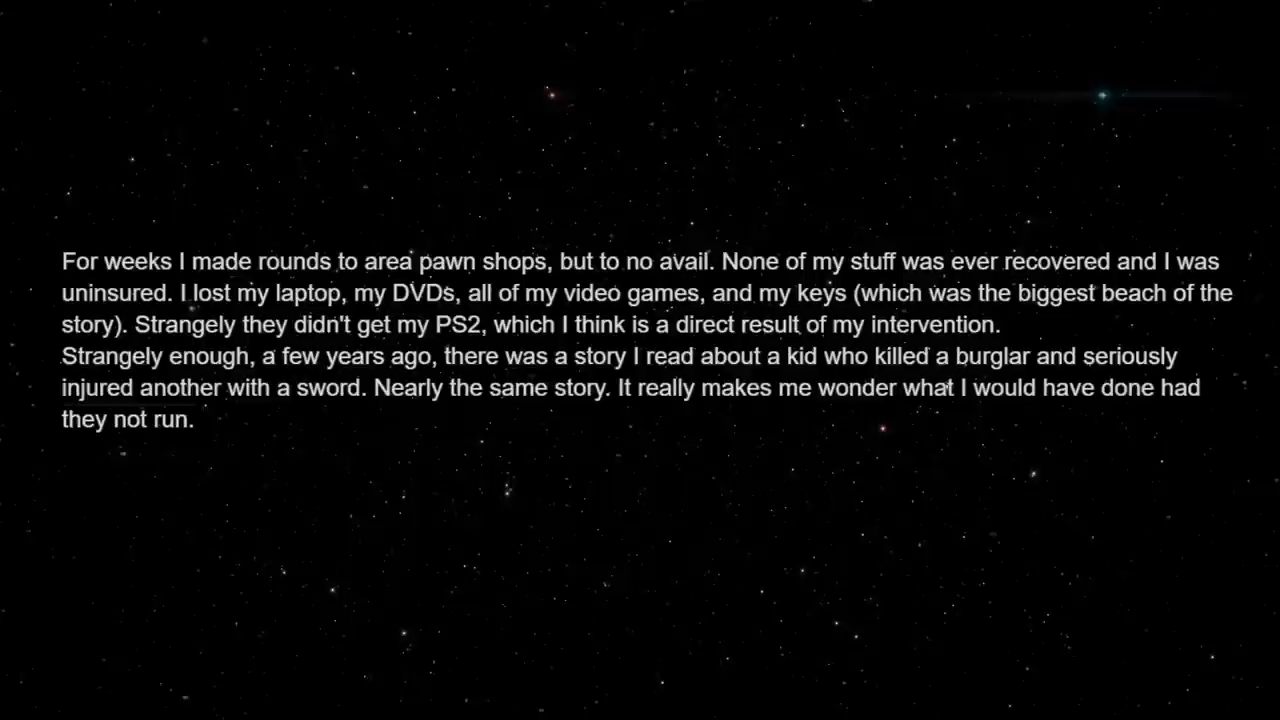 For weeks I made rounds to area pawn shops, but to no avail. None of my stuff was ever recovered and I was
uninsured. I lost my laptop, my DVDs, all of my video games, and my keys (which was the biggest beach of the
story). Strangely they didn't get my PS2, which I think is a direct result of my intervention.
Strangely enough, a few years ago, there was a story I read about a kid who killed a burglar and seriously
injured another with a sword. Nearly the same story. It really makes me wonder what I would have done had
they not run.